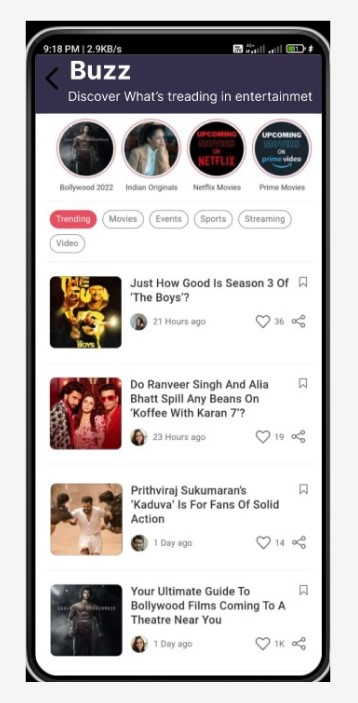 9:18 PM | 2.9KB/s
Buzz
Discover What's treading in entertainmet
UPCOMING
MOVIES
ON
NETFLIX
UPCOMING
MOVIES
ON
prime video
Bollywood 2022
Indian Originals
Netflix Movies
Prime Movies
Trending
Movies
Events
Sports
Streaming
Video
THE
BOYS
Just How Good Is Season 3 Of
'The Boys'?
21 Hours ago
36
Do Ranveer Singh And Alia
Bhatt Spill Any Beans On
'Koffee With Karan 7'?
23 Hours ago
19
Prithviraj Sukumaran's
'Kaduva' Is For Fans Of Solid
Action
1 Day ago
14
Your Ultimate Guide To
Bollywood Films Coming To A
Theatre Near You
1 Day ago
1K